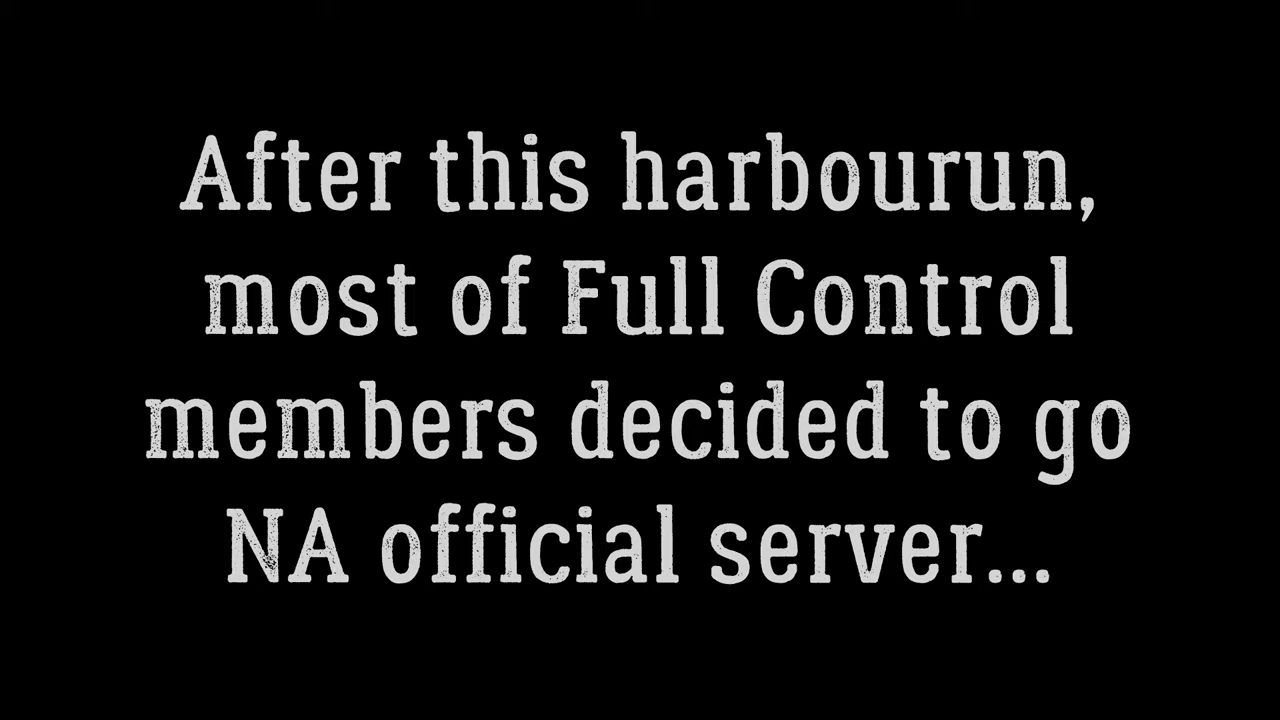 After this harbourun,
most of Full Control
members decided to go
NA official server...